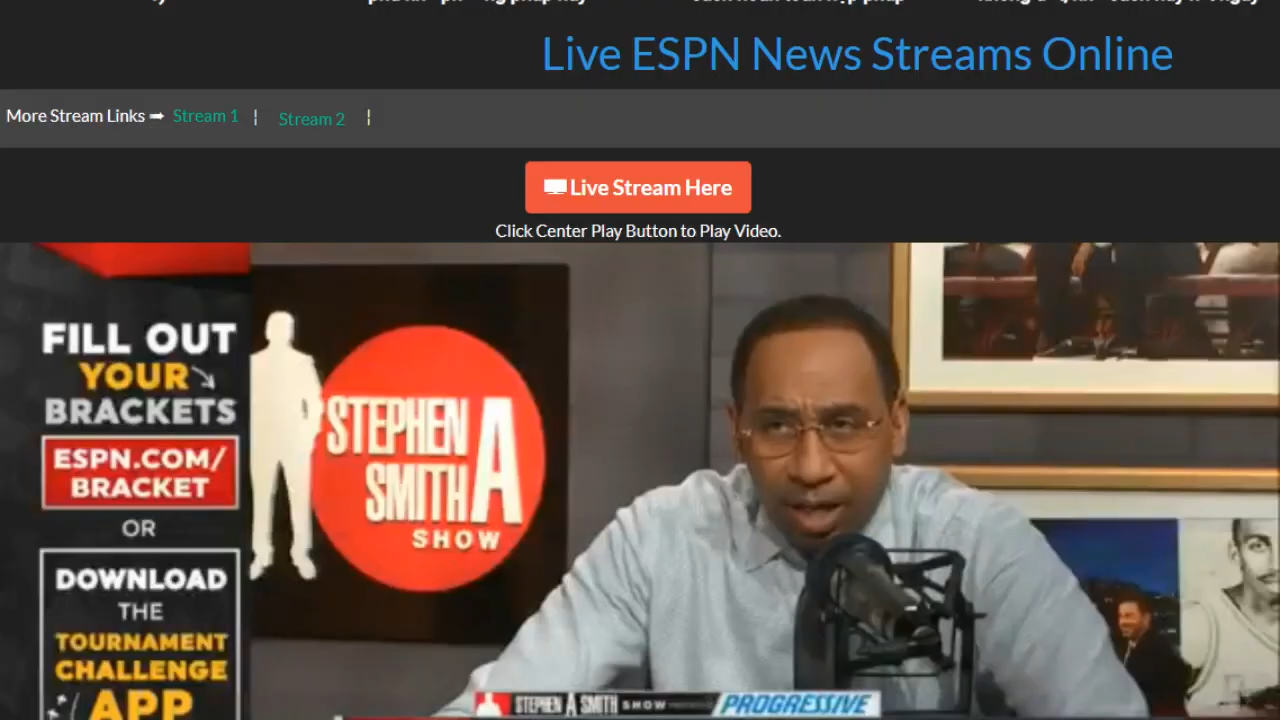 Live ESPN News Streams Online
More Stream Links ➡ Stream 1 ¦ Stream 2 ¦
Live Stream Here
Click Center Play Button to Play Video.
FILL OUT
YOUR
BRACKETS
ESPN.COM/
BRACKET
OR
DOWNLOAD
THE
TOURNAMENT
CHALLENGE
APP
STEPHEN
A
SMITH
SHOW
STEPHEN A SMITH SHOW
PROGRESSIVE